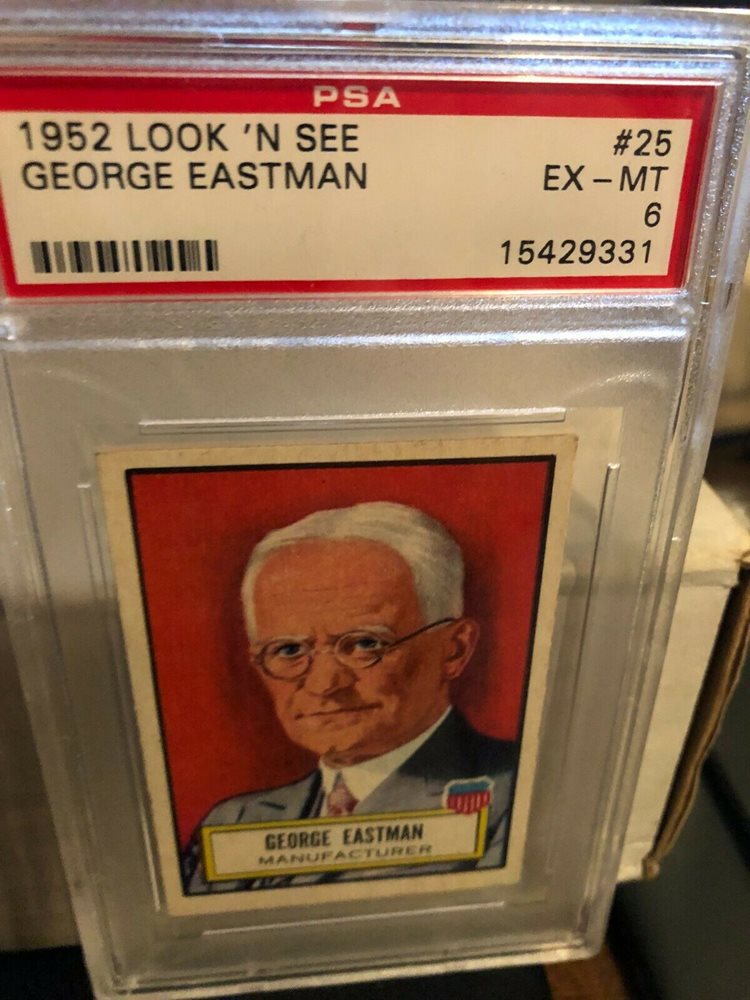 PSA
1952 LOOK 'N SEE #25
GEORGE EASTMAN EX - MT
6
15429331
GEORGE EASTMAN
MANUFACTURER